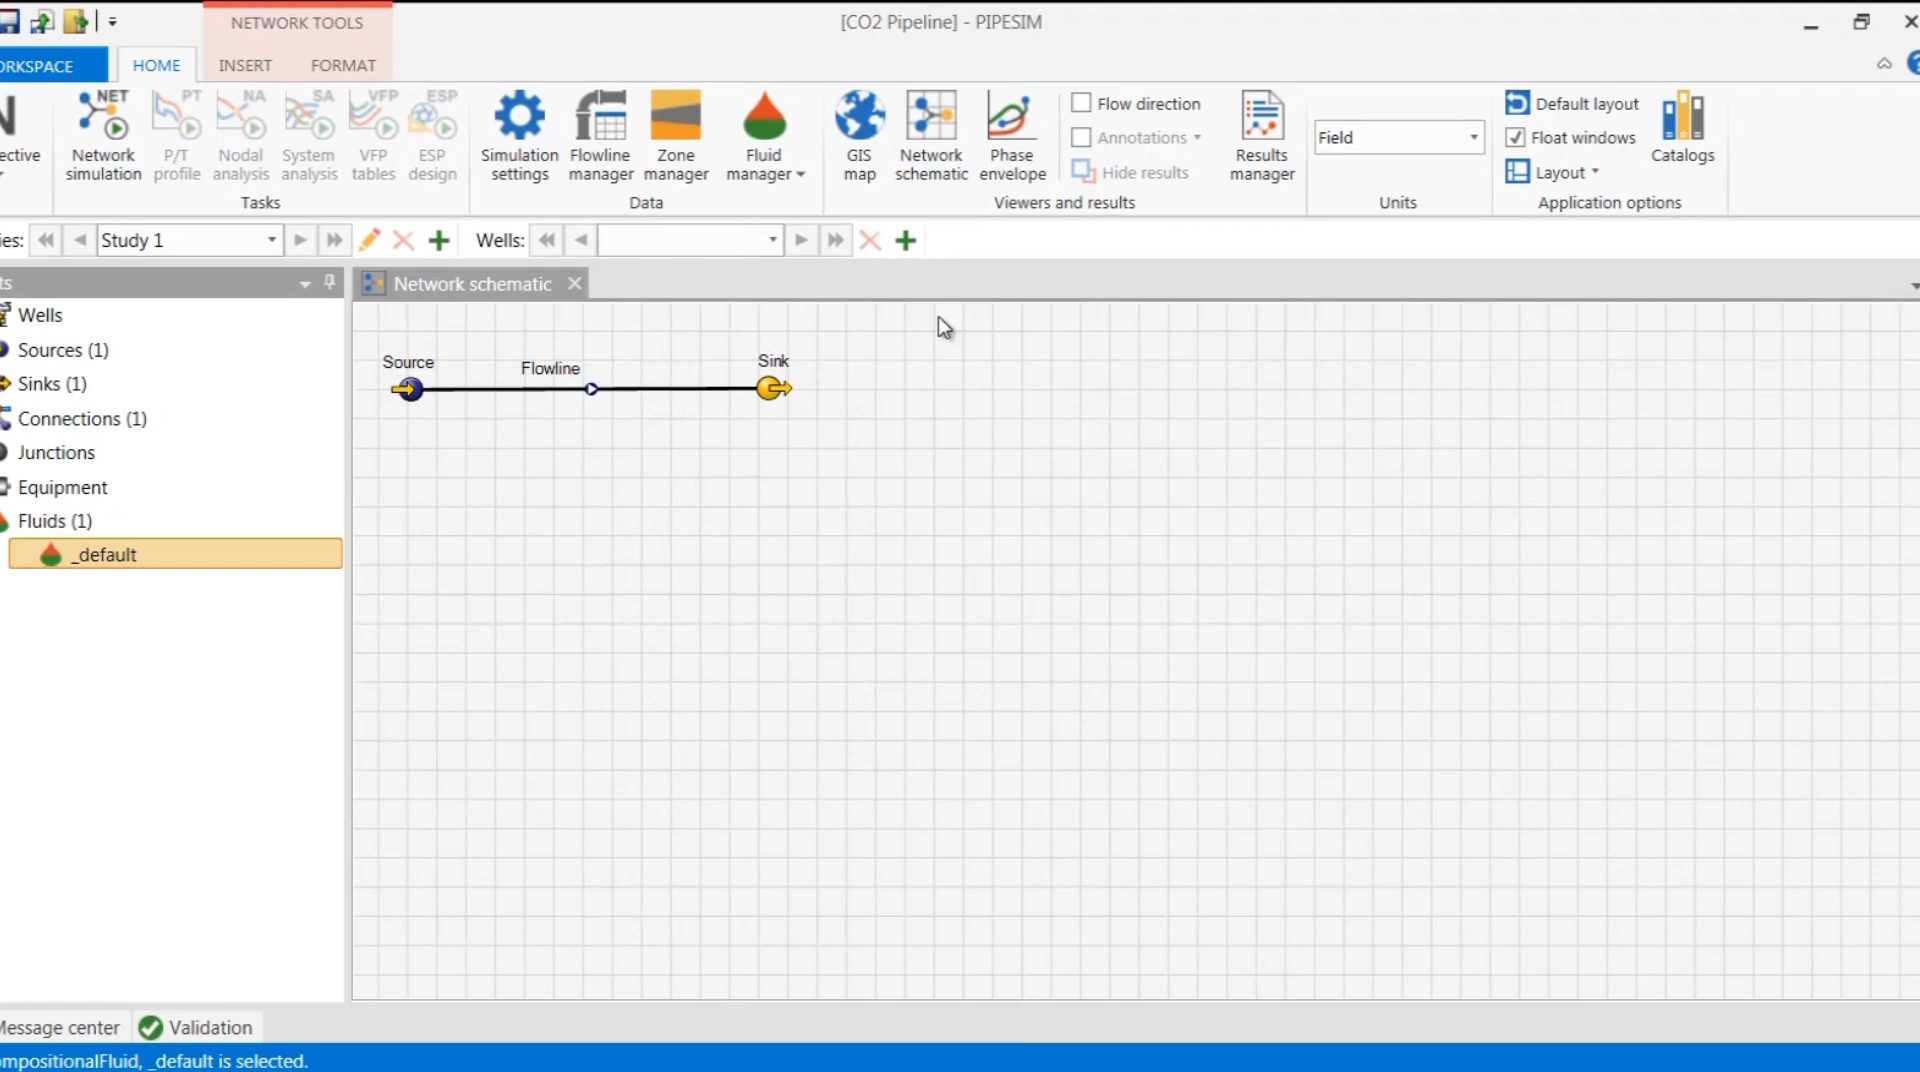 NETWORK TOOLS
[CO2 Pipeline] - PIPESIM
ORKSPACE
HOME
INSERT
FORMAT
ective
NET
Network simulation
PT
P/T profile
NA
Nodal analysis
SA
System analysis
VFP
VFP tables
ESP
ESP design
Tasks
Simulation settings
Flowline manager
Zone manager
Fluid manager
Data
GIS map
Network schematic
Phase envelope
Flow direction
Annotations
Hide results
Results manager
Viewers and results
Field
Units
Default layout
Float windows
Layout
Catalogs
Application options
ies:
Study 1
Wells:
ts
Network schematic
Wells
Sources (1)
Sinks (1)
Connections (1)
Junctions
Equipment
Fluids (1)
_default
Source
Flowline
Sink
Message center
Validation
ompositionalFluid, _default is selected.